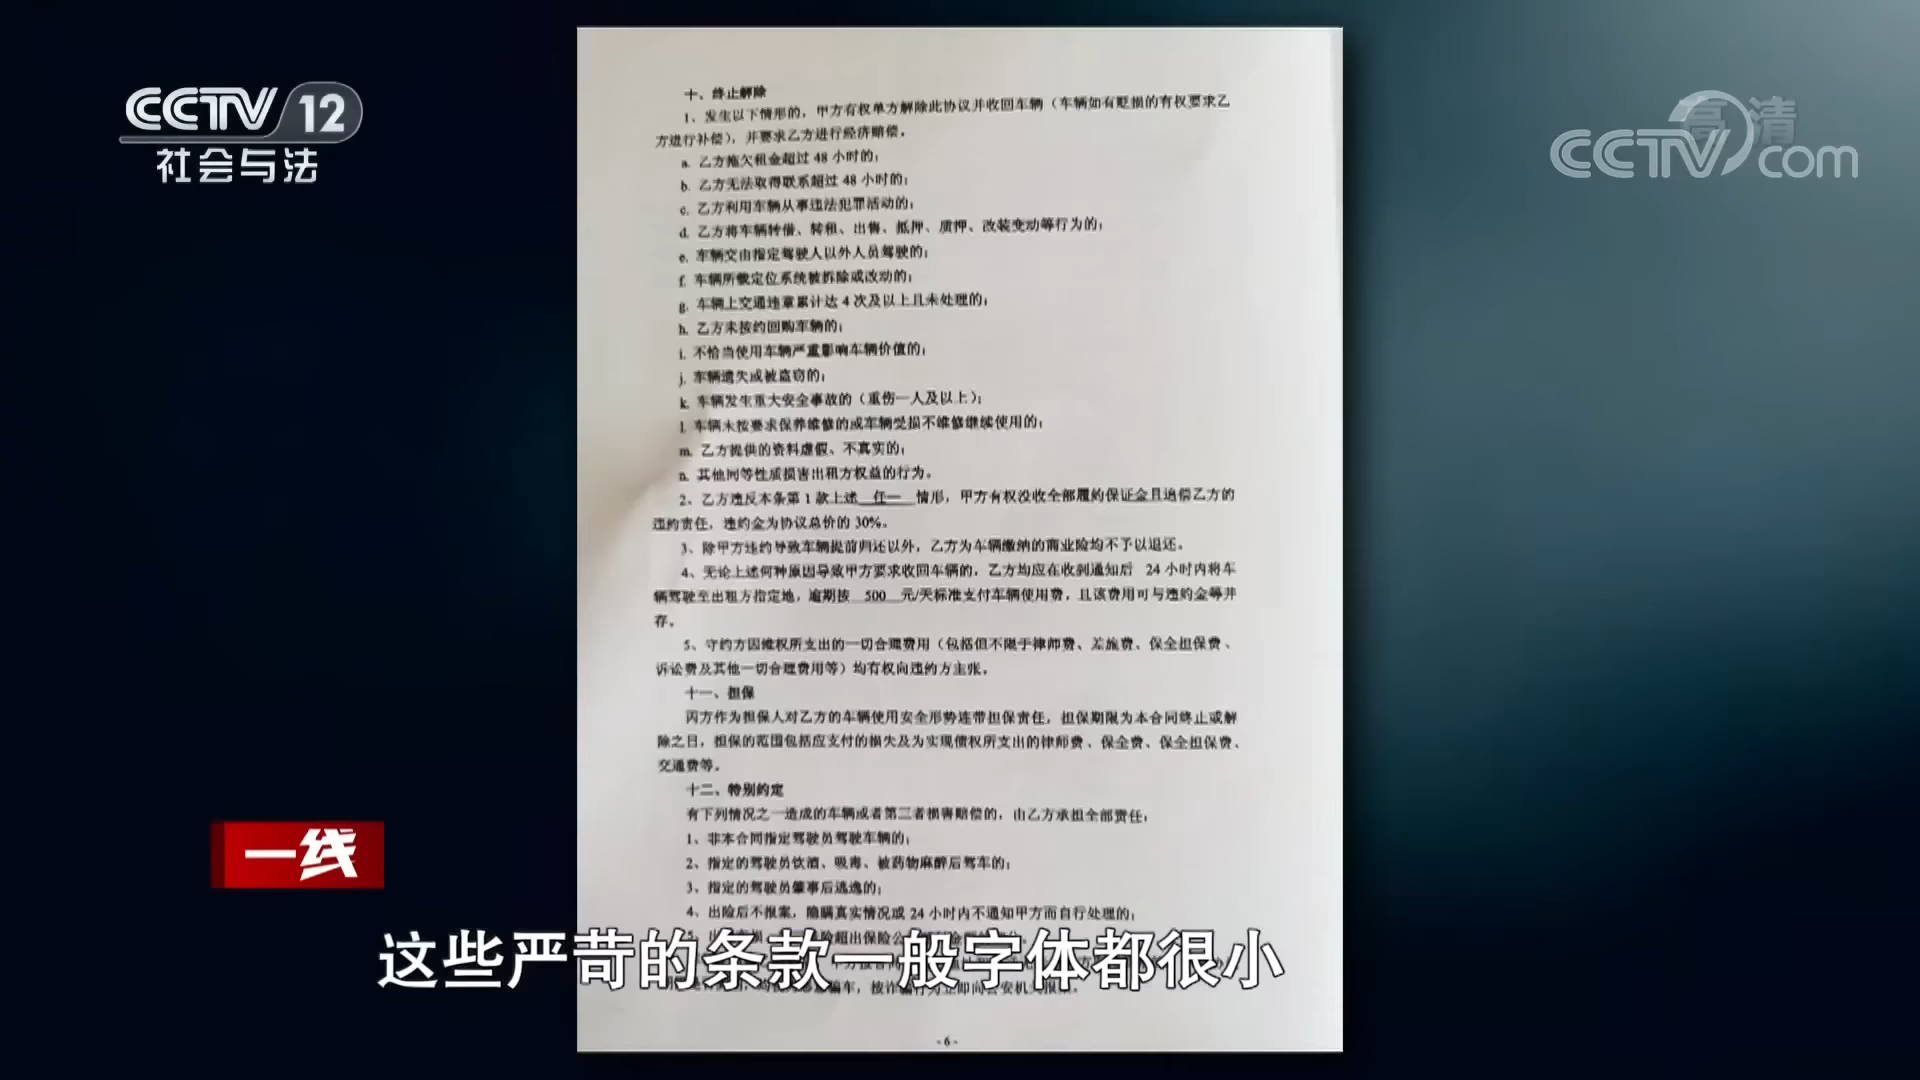 CCTV 12
社会与法
高清
CCTV.com
十、终止解除
1、发生以下情形的，甲方有权单方解除此协议并收回车辆（车辆如有贬损的有权要求乙
方进行补偿），并要求乙方进行经济赔偿。
a. 乙方拖欠租金超过 48 小时的；
b. 乙方无法取得联系超过 48 小时的；
c. 乙方利用车辆从事违法犯罪活动的；
d. 乙方将车辆转借、转租、出售、抵押、质押、改装变动等行为的；
e. 车辆交由指定驾驶人以外人员驾驶的；
f. 车辆所载定位系统被拆除或改动的；
g. 车辆上交通违章累计达 4 次及以上且未处理的；
h. 乙方未按约回购车辆的；
i. 不恰当使用车辆严重影响车辆价值的；
j. 车辆遗失或被盗窃的；
k. 车辆发生重大安全事故的（重伤一人及以上）；
l. 车辆未按要求保养维修的或车辆受损不维修继续使用的；
m. 乙方提供的资料虚假、不真实的；
n. 其他同等性质损害出租方权益的行为。
2、乙方违反本条第 1 款上述 任一 情形，甲方有权没收全部履约保证金且追偿乙方的
违约责任，违约金为协议总价的 30%。
3、除甲方违约导致车辆提前归还以外，乙方为车辆缴纳的商业险均不予以退还。
4、无论上述何种原因导致甲方要求收回车辆的，乙方均应在收到通知后 24 小时内将车
辆驾驶至出租方指定地，逾期按 500 元/天标准支付车辆使用费，且该费用可与违约金等并
存。
5、守约方因维权所支出的一切合理费用（包括但不限于律师费、差旅费、保全担保费、
诉讼费及其他一切合理费用等）均有权向违约方主张。
十一、担保
丙方作为担保人对乙方的车辆使用安全形势连带担保责任，担保期限为本合同终止或解
除之日，担保的范围包括应支付的损失及为实现债权所支出的律师费、保全费、保全担保费、
交通费等。
十二、特别约定
有下列情况之一造成的车辆或者第三者损害赔偿的，由乙方承担全部责任：
1、非本合同指定驾驶员驾驶车辆的；
2、指定的驾驶员饮酒、吸毒、被药物麻醉后驾车的；
3、指定的驾驶员肇事后逃逸的；
4、出险后不报案，隐瞒真实情况或 24 小时内不通知甲方而自行处理的；
一线
这些严苛的条款一般字体都很小
- 6 -